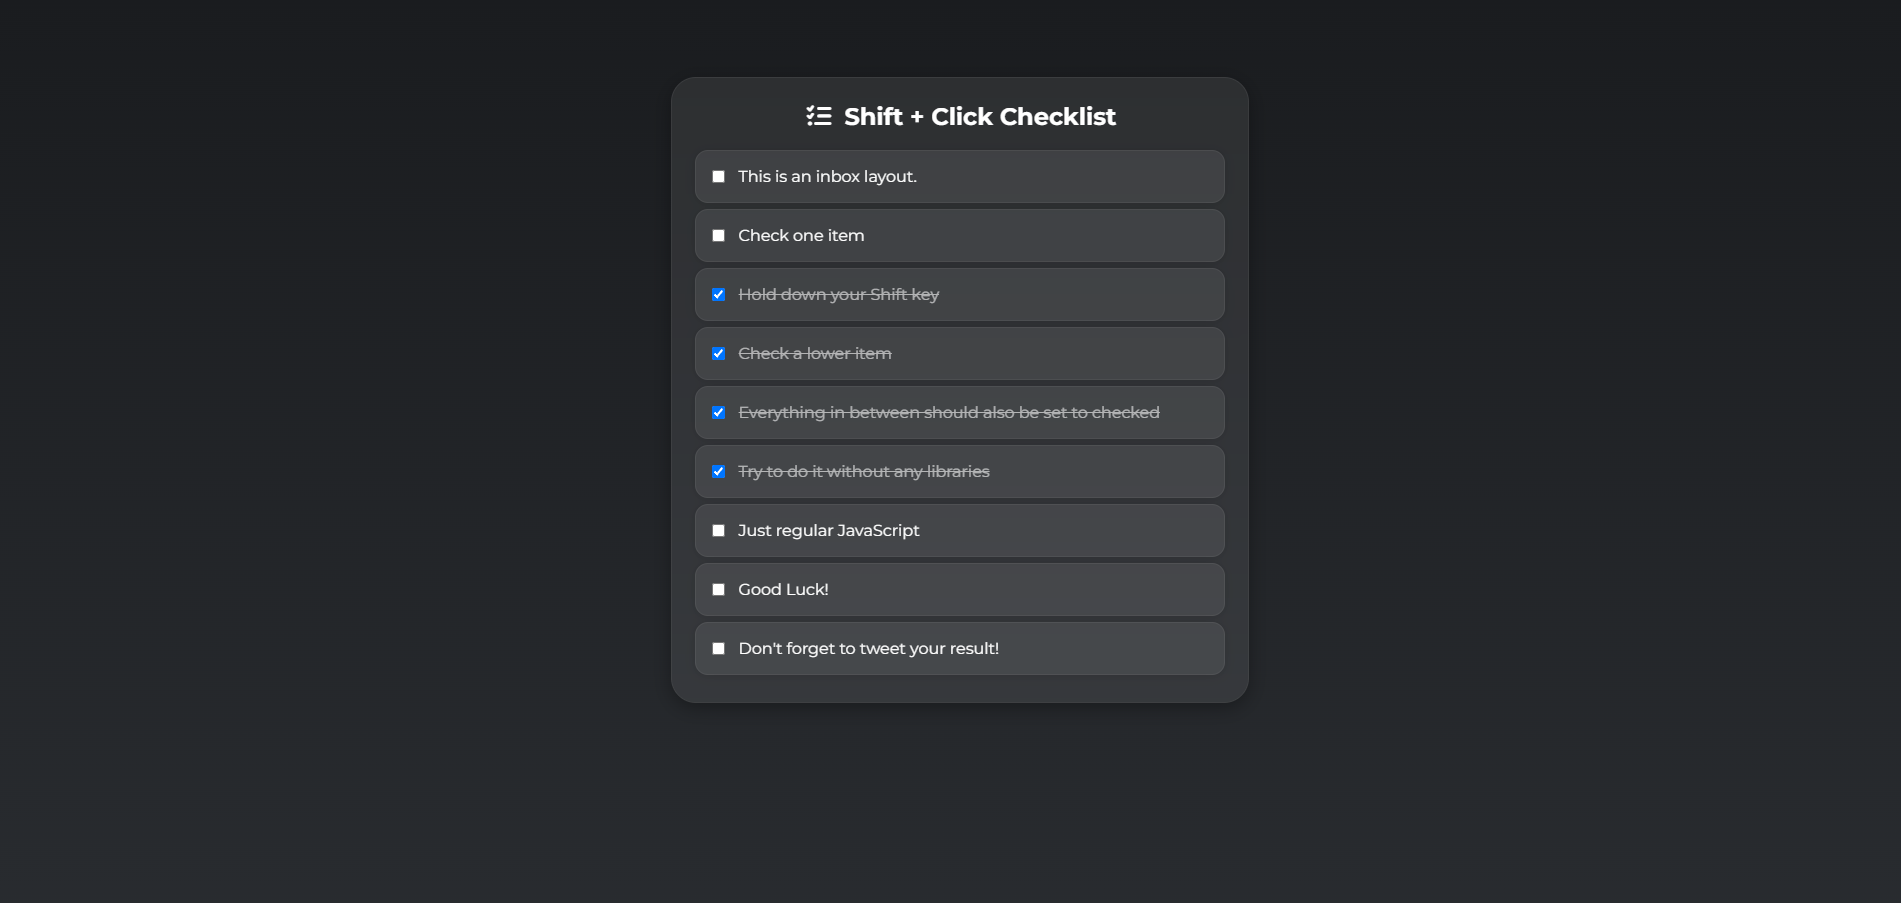 Shift + Click Checklist
This is an inbox layout.
Check one item
Hold down your Shift key
Check a lower item
Everything in between should also be set to checked
Try to do it without any libraries
Just regular JavaScript
Good Luck!
Don't forget to tweet your result!